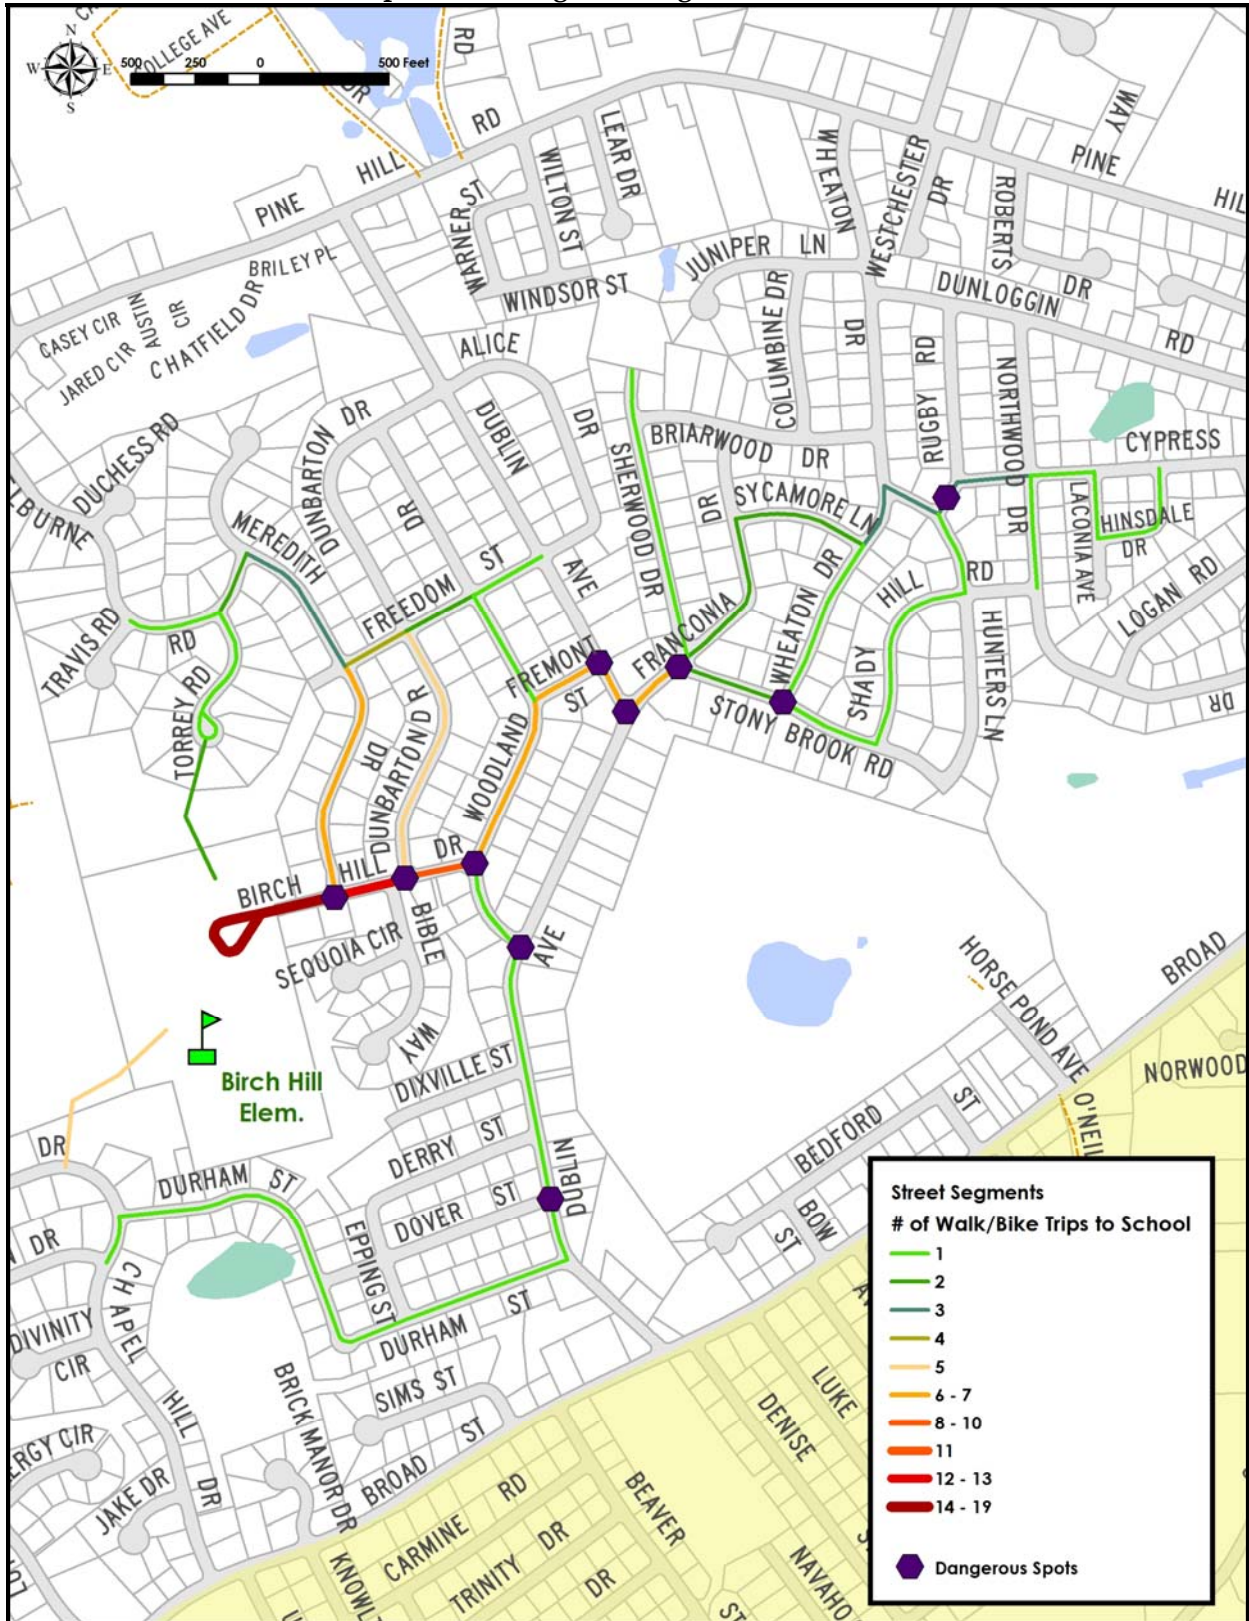 N
W E
S
500 250 0 500 Feet
COLLEGE AVE
RD
PINE HILL RD
LEAR DR
WILTON ST
WARNER ST
WINDSOR ST
WHEATON DR
WESTCHESTER DR
WAY
PINE
ROBERTS DR
JUNIPER LN
COLUMBINE DR
DUNLOGGIN RD
BRILEY PL
CHATFIELD DR
AUSTIN CIR
CASEY CIR
JARED CIR
ALICE DR
DUBLIN AVE
DUNBARTON DR
DUCHESS RD
MEREDITH DR
FREEDOM ST
SHERWOOD DR
BRIARWOOD DR
SYCAMORE LN
RUGBY RD
NORTHWOOD DR
CYPRESS
LACONIA AVE
HINSDALE DR
LOGAN RD
DR
TRAVIS RD
RD
TORREY RD
DR
FREMONT ST
FRANCONIA DR
WHEATON DR
SHADY HILL RD
HUNTERS LN
STONY BROOK RD
DUNBARTON D R
WOODLAND
BIRCH HILL DR
SEQUOIA CIR
BIBLE WAY
AVE
DIXVILLE ST
DERRY ST
DOVER ST
DUBLIN
Birch Hill
Elem.
DR
DURHAM ST
EPPING ST
DURHAM ST
DR
CH APEL HILL DR
DIVINITY CIR
SIMS ST
BRICK MANOR DR
BROAD ST
JAKE DR
HORSE POND AVE
BROAD
NORWOOD
BEDFORD ST
BOW ST
DENISE
LUKE
BEAVER
ST
NAVAHO
CARMINE RD
TRINITY DR
DR
Street Segments
# of Walk/Bike Trips to School
1
2
3
4
5
6 - 7
8 - 10
11
12 - 13
14 - 19
Dangerous Spots